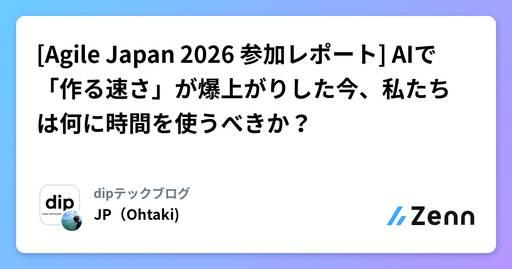 [Agile Japan 2026 参加レポート] AIで
「作る速さ」が爆上がりした今、私たち
は何に時間を使うべきか？
dip
dipテックブログ
JP（Ohtaki)
Zenn